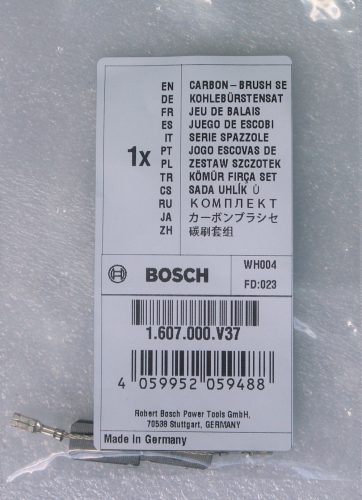 1x
EN CARBON-BRUSH SE
DE KOHLEBÜRSTENSAT
FR JEU DE BALAIS
ES JUEGO DE ESCOBI
IT SERIE SPAZZOLE
PT JOGO ESCOVAS DE
PL ZESTAW SZCZOTEK
TR KÖMÜR FIRÇA SET
CS SADA UHLÍK Ů
RU КОМПЛЕКТ
JA カーボンブラシセ
ZH 碳刷套组
BOSCH
WH004
FD:023
1.607.000.V37
4 059952 059488
Robert Bosch Power Tools GmbH,
70538 Stuttgart, GERMANY
Made in Germany